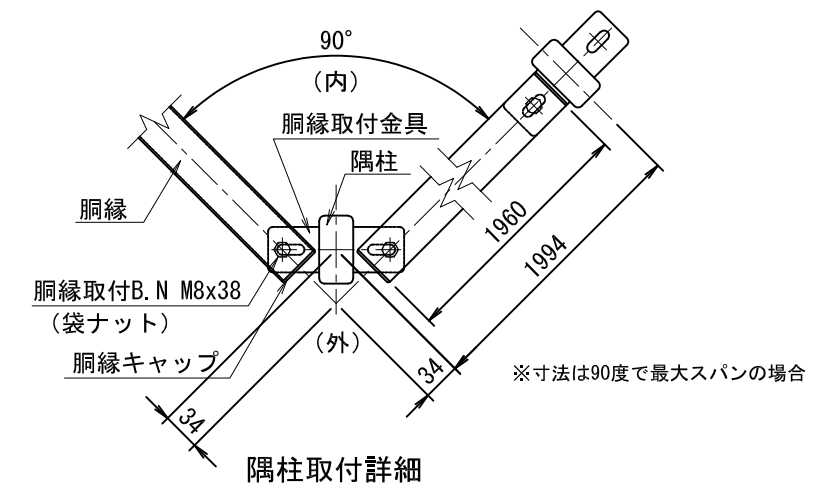 90°
（内）
胴縁取付金具
隅柱
胴縁
1960
1994
胴縁取付B.N M8x38
（袋ナット）
（外）
胴縁キャップ
34
※寸法は90度で最大スパンの場合
34
隅柱取付詳細